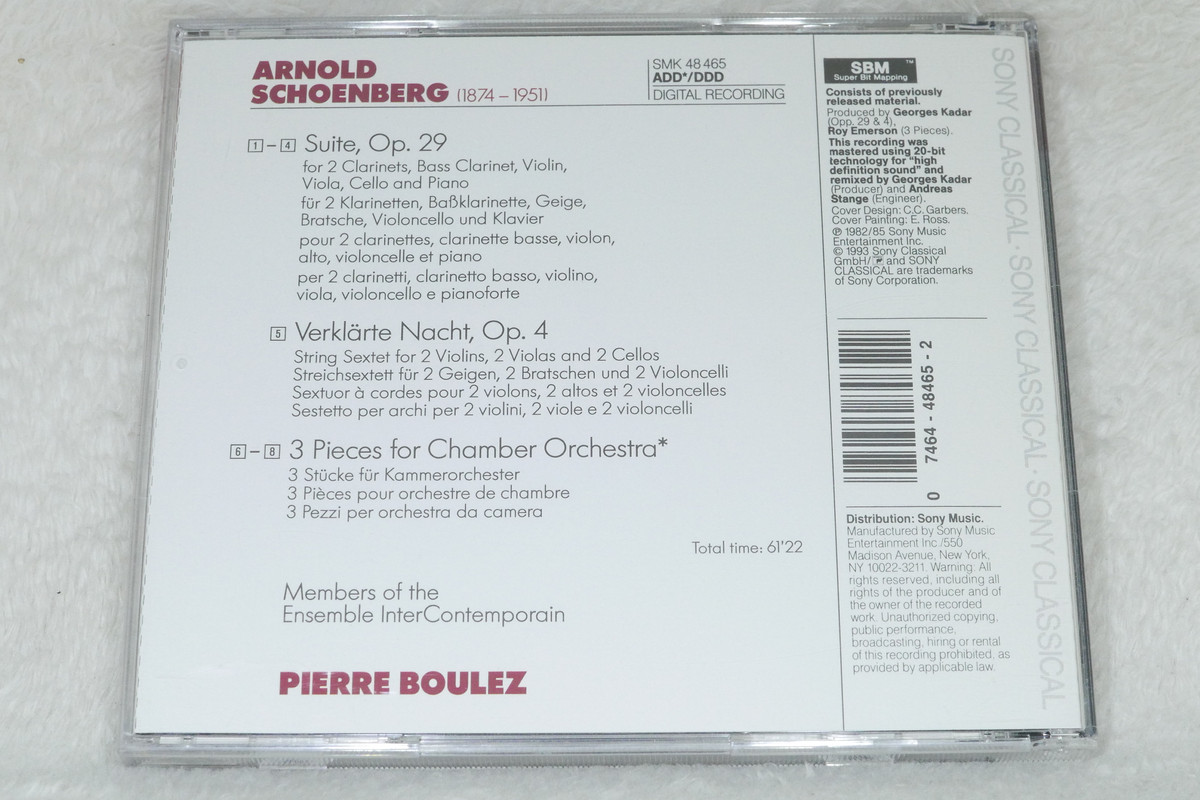 ARNOLD
SCHOENBERG (1874 – 1951)
SMK 48 465
ADD*/DDD
DIGITAL RECORDING
1 – 4 Suite, Op. 29
for 2 Clarinets, Bass Clarinet, Violin,
Viola, Cello and Piano
für 2 Klarinetten, Baßklarinette, Geige,
Bratsche, Violoncello und Klavier
pour 2 clarinettes, clarinette basse, violon,
alto, violoncelle et piano
per 2 clarinetti, clarinetto basso, violino,
viola, violoncello e pianoforte
5 Verklärte Nacht, Op. 4
String Sextet for 2 Violins, 2 Violas and 2 Cellos
Streichsextett für 2 Geigen, 2 Bratschen und 2 Violoncelli
Sextuor à cordes pour 2 violons, 2 altos et 2 violoncelles
Sestetto per archi per 2 violini, 2 viole e 2 violoncelli
6 – 8 3 Pieces for Chamber Orchestra*
3 Stücke für Kammerorchester
3 Pièces pour orchestre de chambre
3 Pezzi per orchestra da camera
Total time: 61'22
Members of the
Ensemble InterContemporain
PIERRE BOULEZ
SBM™
Super Bit Mapping
Consists of previously
released material.
Produced by Georges Kadar
(Opp. 29 & 4),
Roy Emerson (3 Pieces).
This recording was
mastered using 20-bit
technology for "high
definition sound" and
remixed by Georges Kadar
(Producer) and Andreas
Stange (Engineer).
Cover Design: C.C. Garbers.
Cover Painting: E. Ross.
℗ 1982/85 Sony Music
Entertainment Inc.
© 1993 Sony Classical
GmbH/ and SONY
CLASSICAL are trademarks
of Sony Corporation.
0 7464 - 48465 - 2
Distribution: Sony Music.
Manufactured by Sony Music
Entertainment Inc./550
Madison Avenue, New York,
NY 10022-3211. Warning: All
rights reserved, including all
rights of the producer and of
the owner of the recorded
work. Unauthorized copying,
public performance,
broadcasting, hiring or rental
of this recording prohibited, as
provided by applicable law.
SONY CLASSICAL · SONY CLASSICAL · SONY CLASSICAL